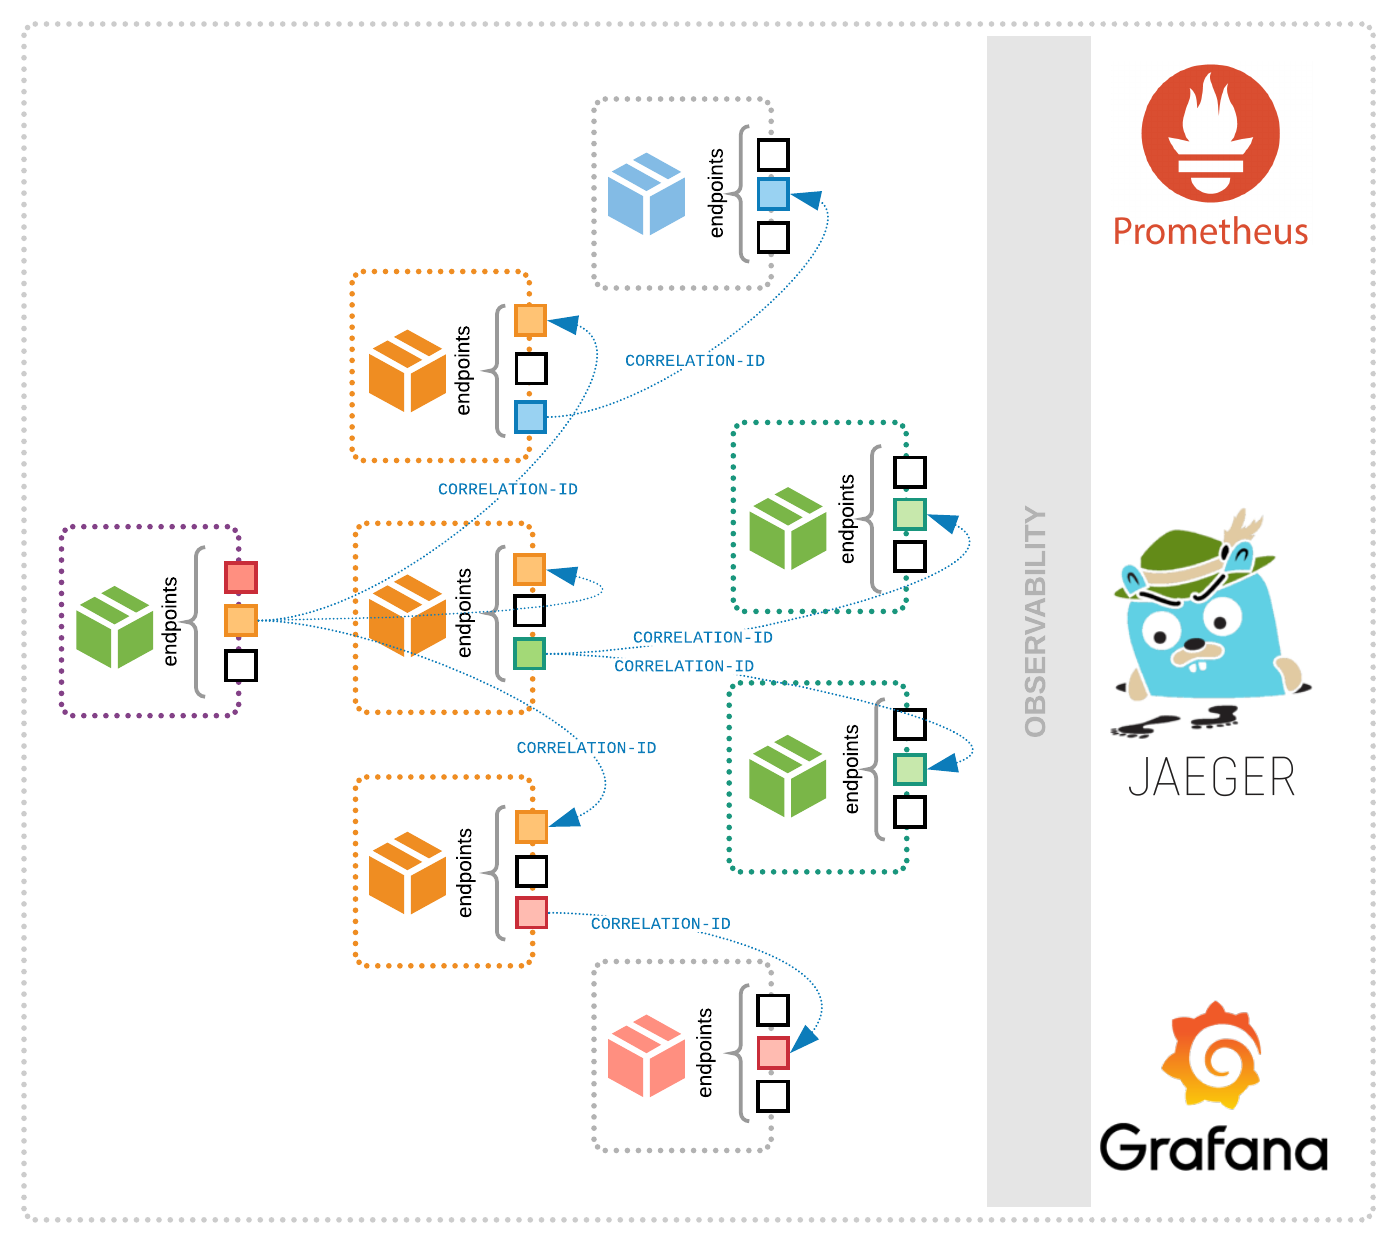 endpoints
Prometheus
endpoints
CORRELATION-ID
CORRELATION-ID
endpoints
endpoints
endpoints
endpoints
CORRELATION-ID
CORRELATION-ID
OBSERVABILITY
CORRELATION-ID
endpoints
JAEGER
endpoints
CORRELATION-ID
endpoints
Grafana